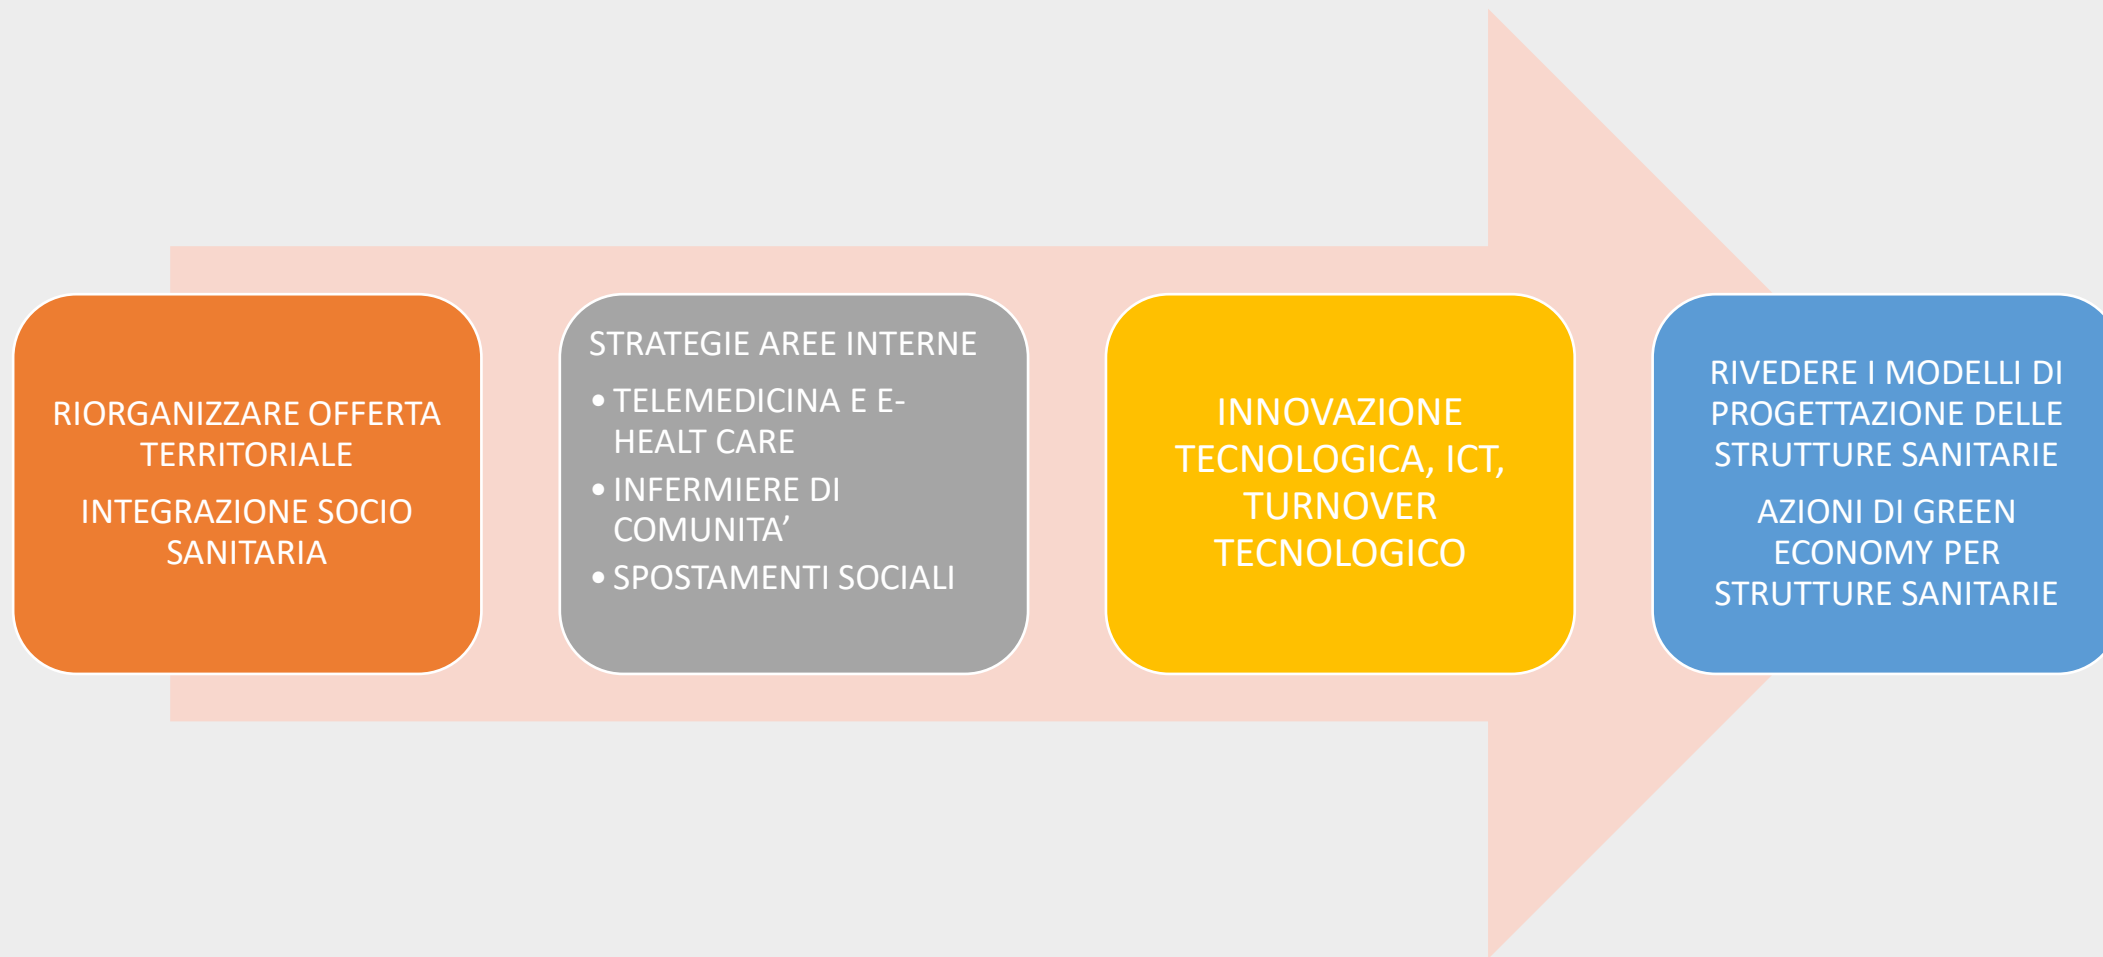 RIORGANIZZARE OFFERTA
TERRITORIALE
INTEGRAZIONE SOCIO
SANITARIA
STRATEGIE AREE INTERNE
• TELEMEDICINA E E-
HEALT CARE
• INFERMIERE DI
COMUNITA’
• SPOSTAMENTI SOCIALI
INNOVAZIONE
TECNOLOGICA, ICT,
TURNOVER
TECNOLOGICO
RIVEDERE I MODELLI DI
PROGETTAZIONE DELLE
STRUTTURE SANITARIE
AZIONI DI GREEN
ECONOMY PER
STRUTTURE SANITARIE